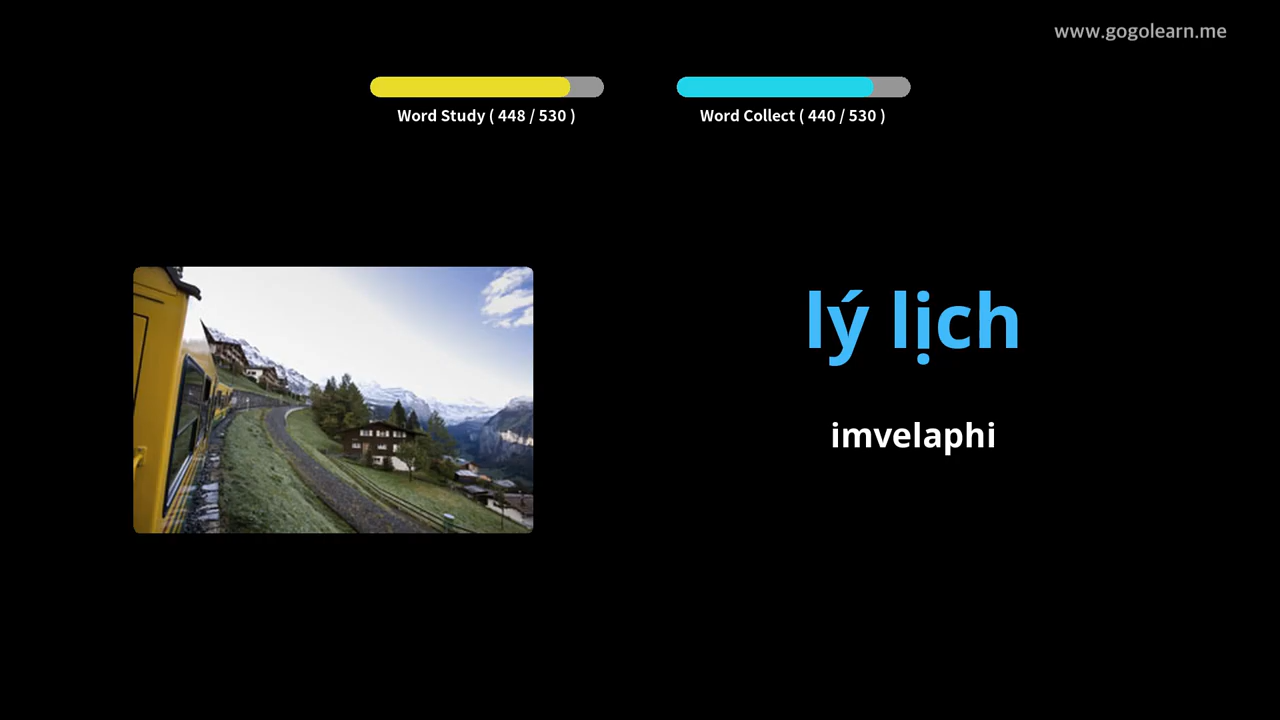 www.gogolearn.me
Word Study ( 448 / 530 )
Word Collect ( 440 / 530 )
lý lịch
imvelaphi